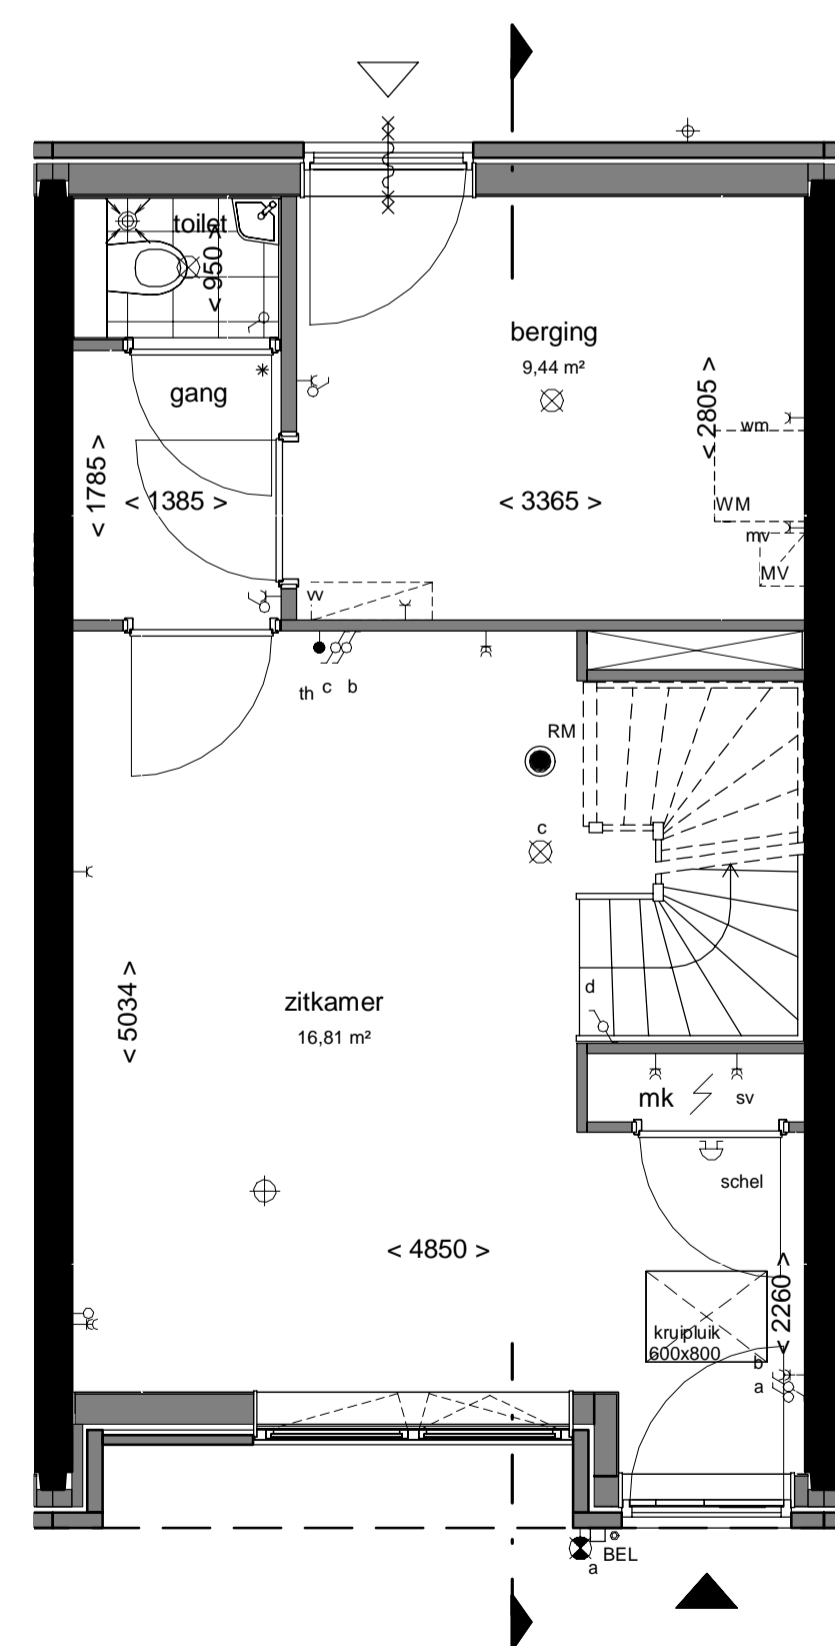 toilet
< 950 >
berging
9,44 m²
gang
< 2805 >
wm
< 1785 >
< 1385 >
< 3365 >
WM
mv
MV
vv
th
c
b
RM
c
< 5034 >
zitkamer
16,81 m²
d
mk
sv
schel
< 4850 >
< 2260 >
kruipluik
600x800
b
a
BEL
a